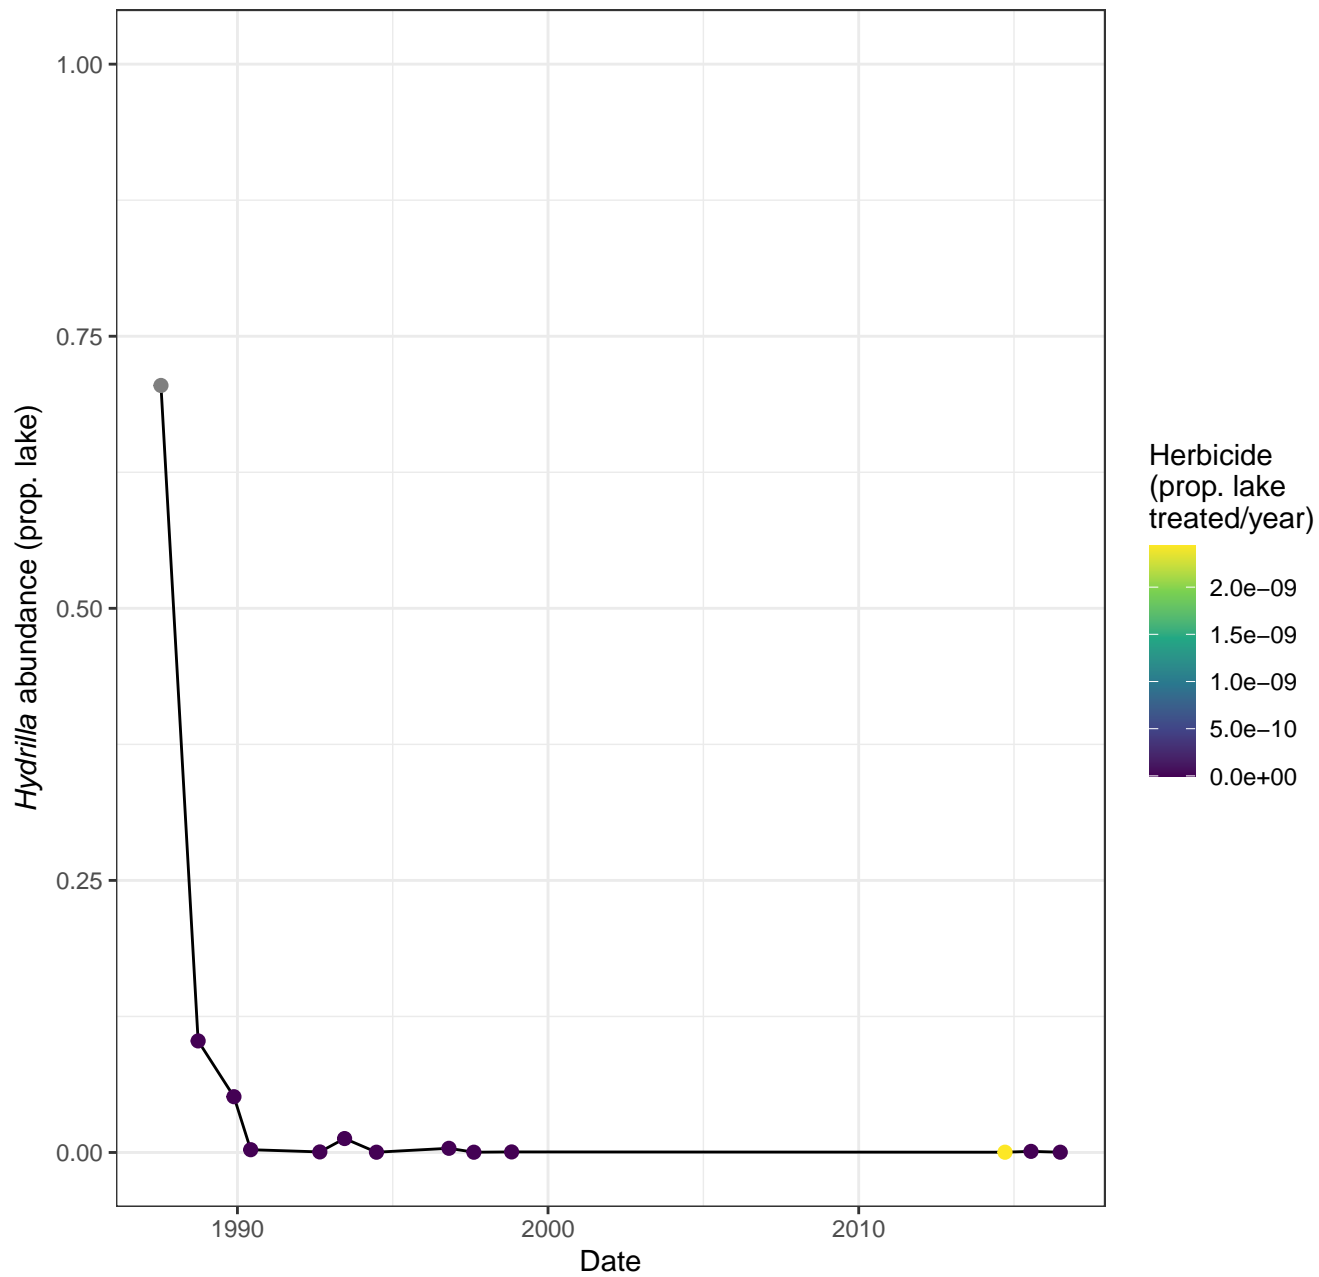 1.00
0.75
0.50
0.25
0.00
Hydrilla abundance (prop. lake)
1990
2000
2010
Date
Herbicide
(prop. lake
treated/year)
2.0e−09
1.5e−09
1.0e−09
5.0e−10
0.0e+00